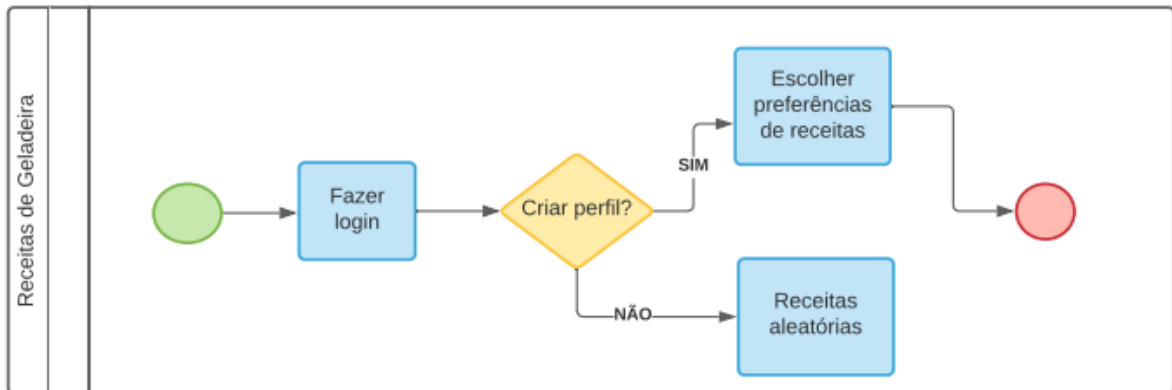 Receitas de Geladeira
Fazer
login
Criar perfil?
SIM
Escolher
preferências
de receitas
NÃO
Receitas
aleatórias